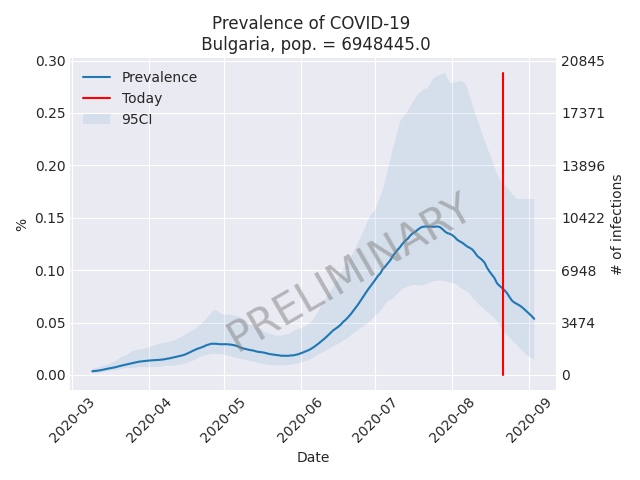 Prevalence of COVID-19
Bulgaria, pop. = 6948445.0
Prevalence
Today
95CI
PRELIMINARY
%
0.30
0.25
0.20
0.15
0.10
0.05
0.00
20845
17371
13896
10422
6948
3474
0
# of infections
2020-03
2020-04
2020-05
2020-06
2020-07
2020-08
2020-09
Date